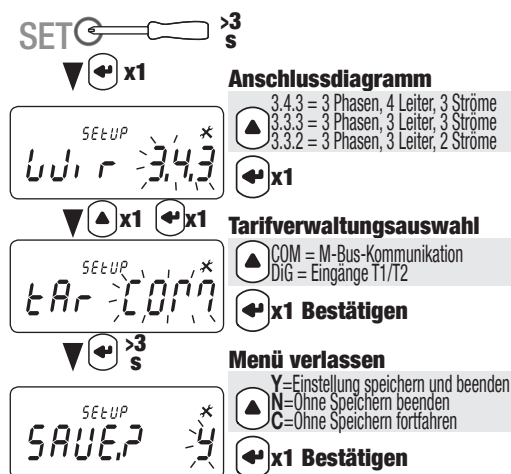 SET >3 s
x1
Anschlussdiagramm
3.4.3 = 3 Phasen, 4 Leiter, 3 Ströme
3.3.3 = 3 Phasen, 3 Leiter, 3 Ströme
3.3.2 = 3 Phasen, 3 Leiter, 2 Ströme
x1
SEtUP
Wir 3.4.3
x1 x1
Tarifverwaltungsauswahl
COM = M-Bus-Kommunikation
DiG = Eingänge T1/T2
x1 Bestätigen
SEtUP
tAr COM
>3 s
Menü verlassen
Y=Einstellung speichern und beenden
N=Ohne Speichern beenden
C=Ohne Speichern fortfahren
x1 Bestätigen
SEtUP
SAVE.? y